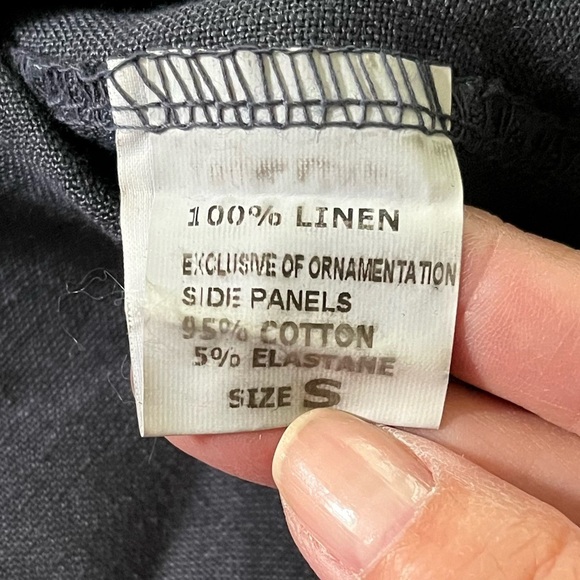 100% LINEN
EXCLUSIVE OF ORNAMENTATION
SIDE PANELS
95% COTTON
5% ELASTANE
SIZE S